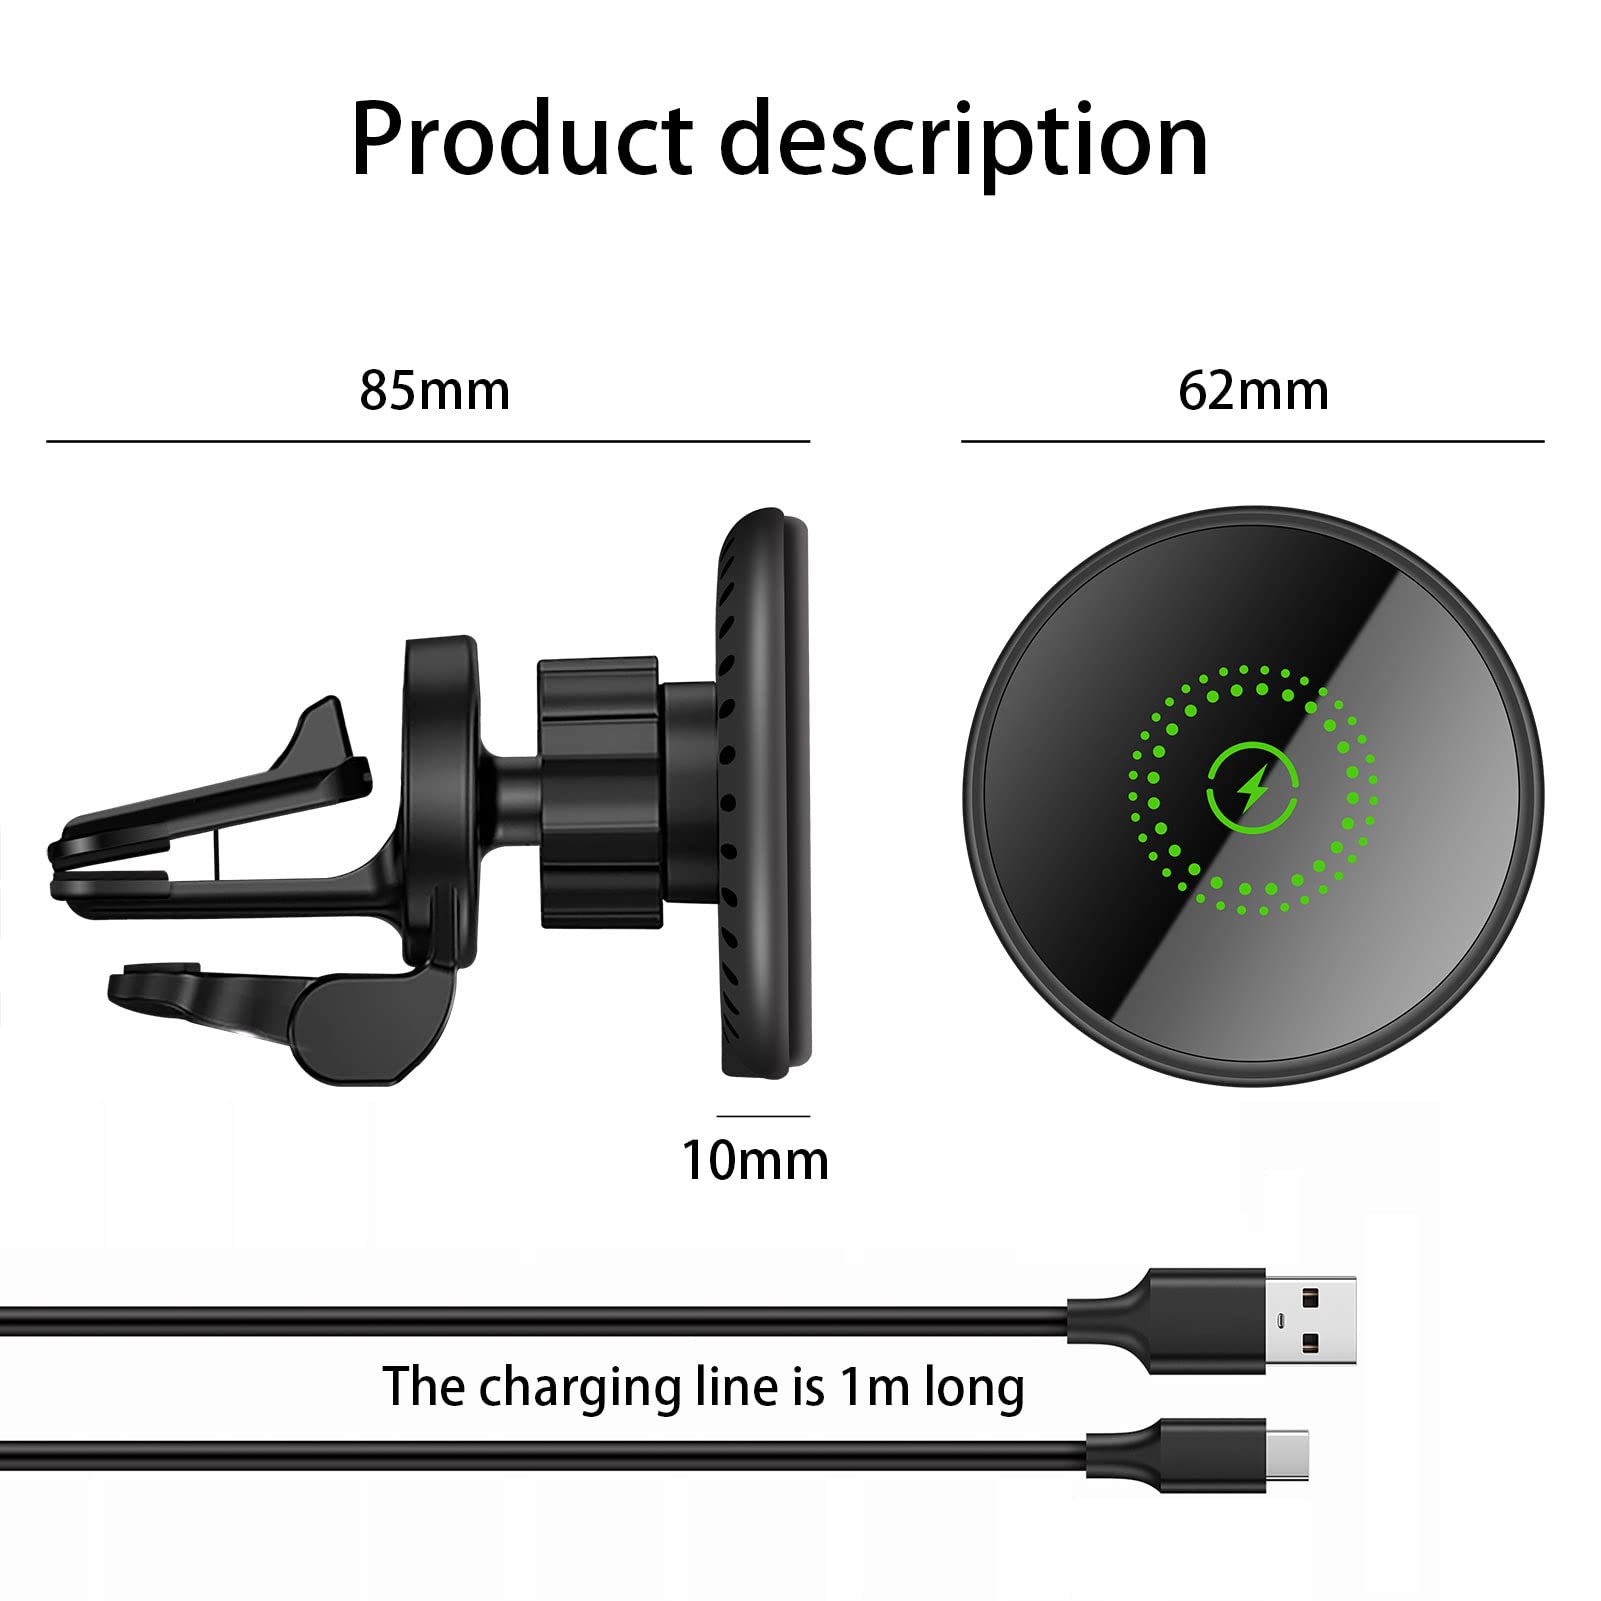 Product description
85mm
62mm
10mm
The charging line is 1m long